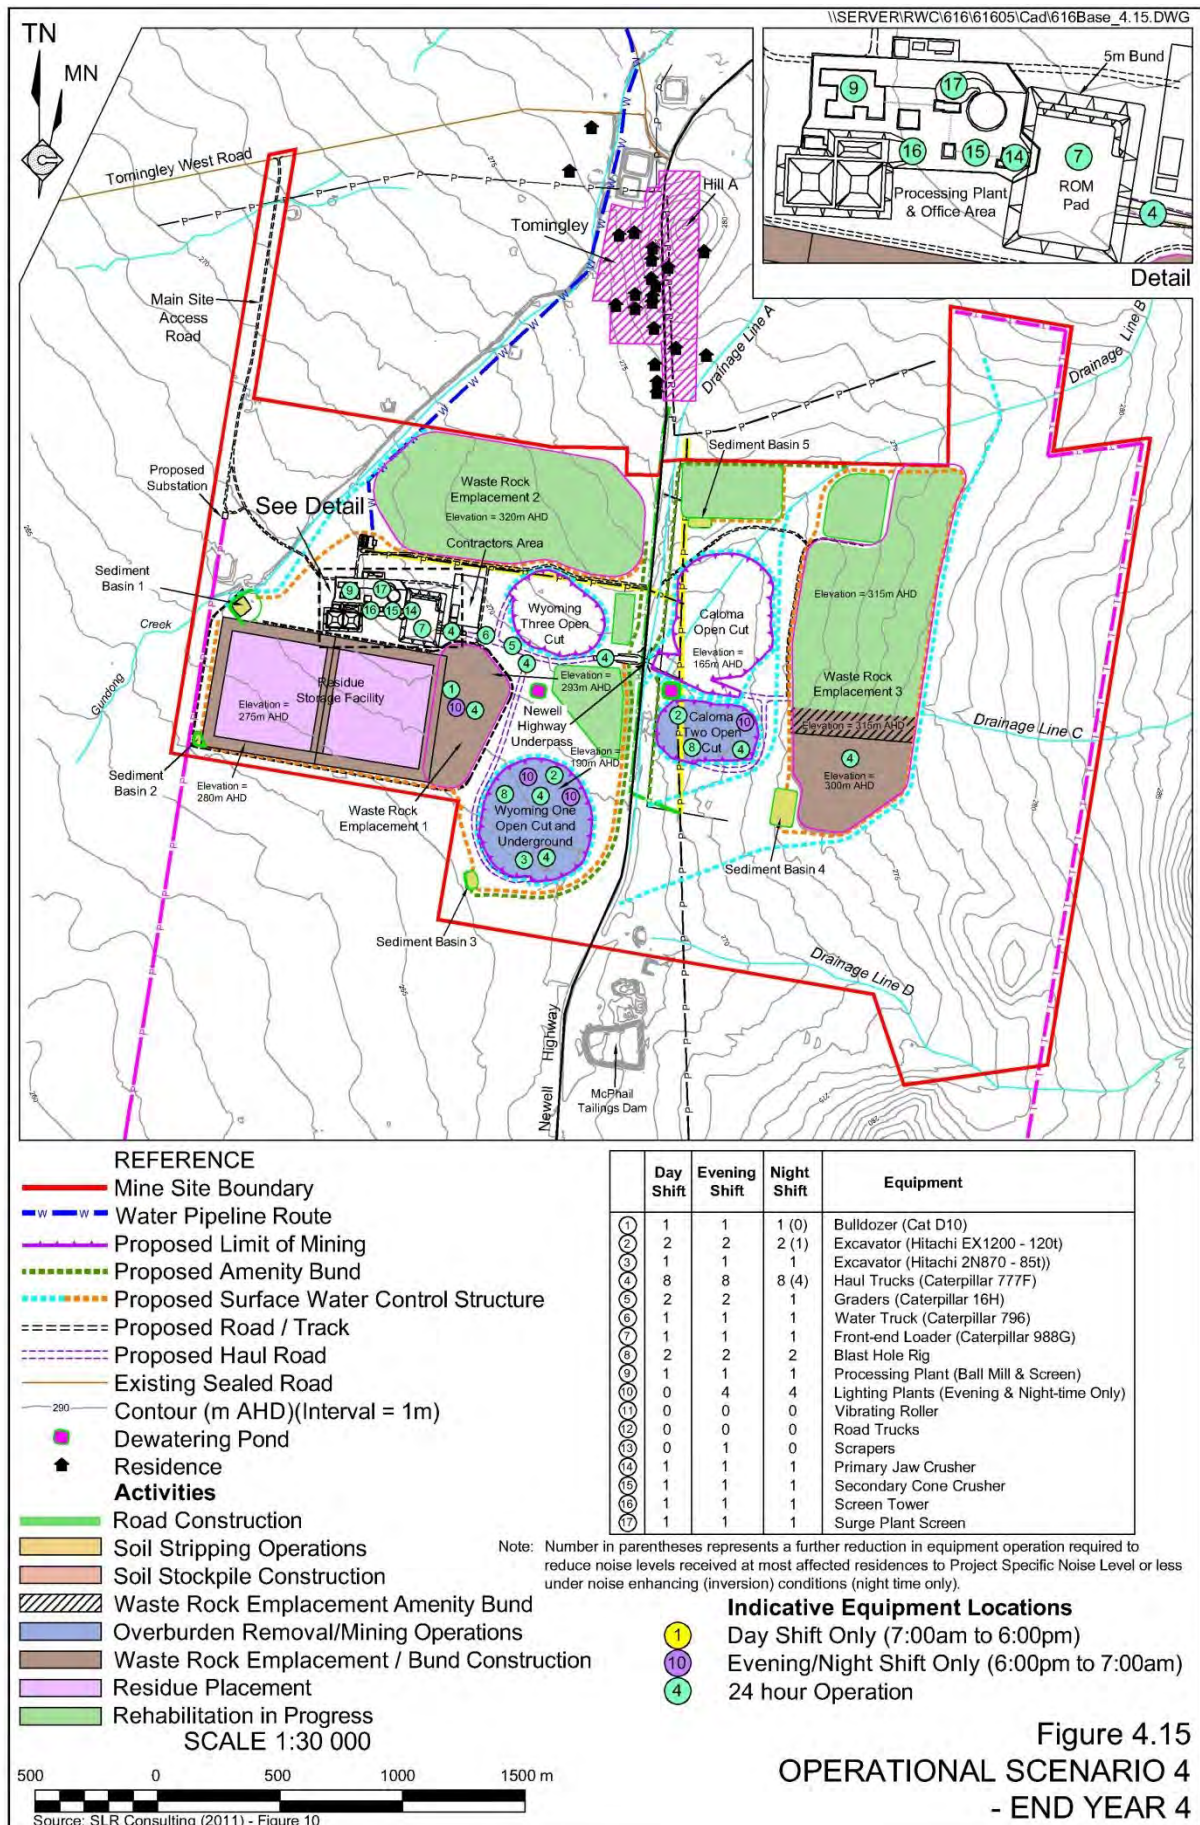 \\SERVER\RWC\616\61605\Cad\616Base_4.15.DWG
TN
MN
5m Bund
9
17
16
15
14
7
ROM
Pad
4
Processing Plant
& Office Area
Detail
Tomingley West Road
Hill A
Tomingley
Main Site
Access
Road
Drainage Line A
Drainage Line B
Proposed
Substation
See Detail
Sediment Basin 5
Waste Rock
Emplacement 2
Elevation = 320m AHD
Contractors Area
Sediment
Basin 1
Creek
Gundong
Wyoming
Three Open
Cut
Caloma
Open Cut
Elevation =
165m AHD
Elevation = 315m AHD
Waste Rock
Emplacement 3
Elevation = 315m AHD
Elevation =
300m AHD
Drainage Line C
Residue
Storage Facility
Elevation =
275m AHD
Elevation =
293m AHD
Newell
Highway
Underpass
Caloma
Two Open
Cut
Elevation =
190m AHD
Sediment
Basin 2
Elevation =
280m AHD
Waste Rock
Emplacement 1
Wyoming One
Open Cut and
Underground
Sediment Basin 4
Sediment Basin 3
Drainage Line D
Newell Highway
McPhail
Tailings Dam
REFERENCE
Mine Site Boundary
Water Pipeline Route
Proposed Limit of Mining
Proposed Amenity Bund
Proposed Surface Water Control Structure
Proposed Road / Track
Proposed Haul Road
Existing Sealed Road
290 Contour (m AHD)(Interval = 1m)
Dewatering Pond
Residence
Activities
Road Construction
Soil Stripping Operations
Soil Stockpile Construction
Waste Rock Emplacement Amenity Bund
Overburden Removal/Mining Operations
Waste Rock Emplacement / Bund Construction
Residue Placement
Rehabilitation in Progress
SCALE 1:30 000
500 0 500 1000 1500 m
Source: SLR Consulting (2011) - Figure 10
Day Shift Evening Shift Night Shift Equipment
1 1 1 1 (0) Bulldozer (Cat D10)
2 2 2 2 (1) Excavator (Hitachi EX1200 - 120t)
3 1 1 1 Excavator (Hitachi 2N870 - 85t))
4 8 8 8 (4) Haul Trucks (Caterpillar 777F)
5 2 2 1 Graders (Caterpillar 16H)
6 1 1 1 Water Truck (Caterpillar 796)
7 1 1 1 Front-end Loader (Caterpillar 988G)
8 2 2 2 Blast Hole Rig
9 1 1 1 Processing Plant (Ball Mill & Screen)
10 0 4 4 Lighting Plants (Evening & Night-time Only)
11 0 0 0 Vibrating Roller
12 0 0 0 Road Trucks
13 0 1 0 Scrapers
14 1 1 1 Primary Jaw Crusher
15 1 1 1 Secondary Cone Crusher
16 1 1 1 Screen Tower
17 1 1 1 Surge Plant Screen
Note: Number in parentheses represents a further reduction in equipment operation required to
reduce noise levels received at most affected residences to Project Specific Noise Level or less
under noise enhancing (inversion) conditions (night time only).
Indicative Equipment Locations
1 Day Shift Only (7:00am to 6:00pm)
10 Evening/Night Shift Only (6:00pm to 7:00am)
4 24 hour Operation
Figure 4.15
OPERATIONAL SCENARIO 4
- END YEAR 4